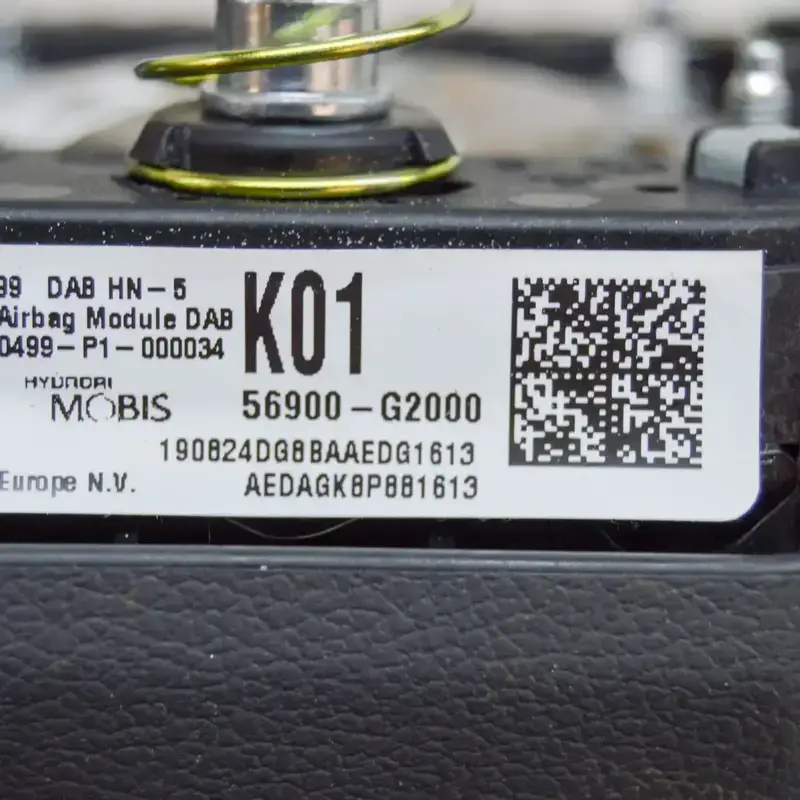 99 DAB HN-5
Airbag Module DAB
0499-P1-000034
K01
HYUNDAI
MOBIS
56900-G2000
190824DG8BAAEDG1613
Europe N.V.
AEDAGK8P881613